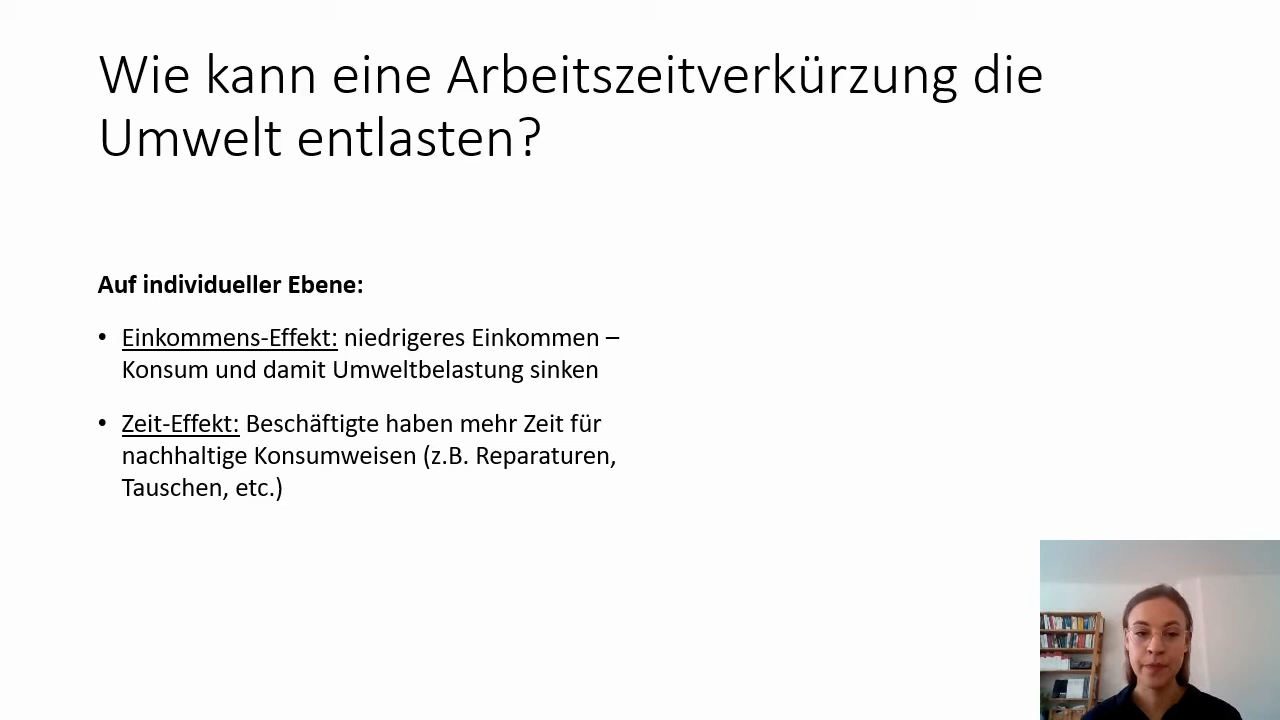 Wie kann eine Arbeitszeitverkürzung die
Umwelt entlasten?
Auf individueller Ebene:
• Einkommens-Effekt: niedrigeres Einkommen –
Konsum und damit Umweltbelastung sinken
• Zeit-Effekt: Beschäftigte haben mehr Zeit für
nachhaltige Konsumweisen (z.B. Reparaturen,
Tauschen, etc.)